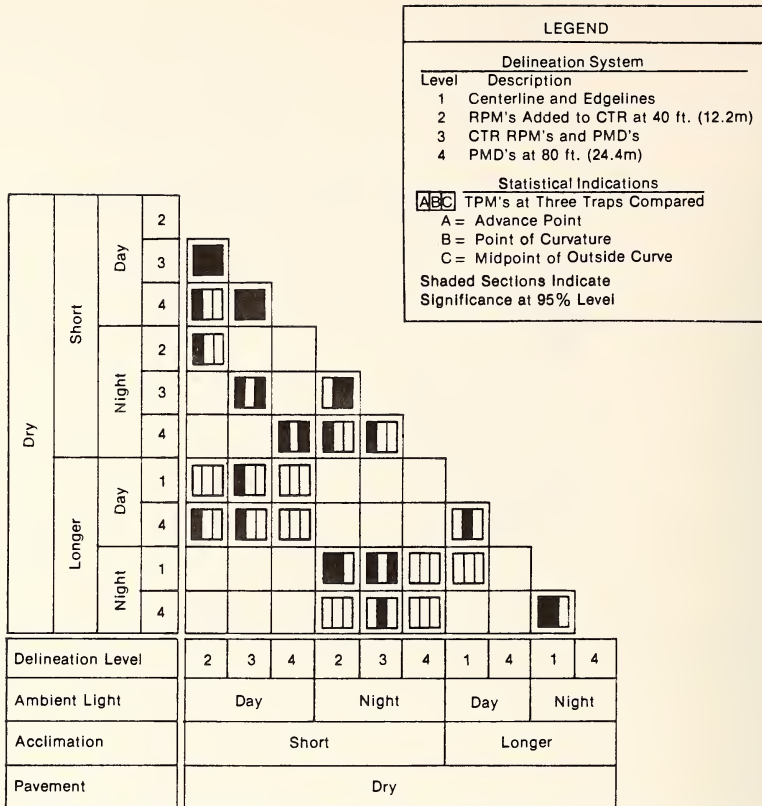 LEGEND
Delineation System
Level Description
1 Centerline and Edgelines
2 RPM's Added to CTR at 40 ft. (12.2m)
3 CTR RPM's and PMD's
4 PMD's at 80 ft. (24.4m)
Statistical Indications
ABC TPM's at Three Traps Compared
A = Advance Point
B = Point of Curvature
C = Midpoint of Outside Curve
Shaded Sections Indicate
Significance at 95% Level
Dry
Short
Day
2
3
4
Night
2
3
4
Longer
Day
1
4
Night
1
4
Delineation Level 2 3 4 2 3 4 1 4 1 4
Ambient Light Day Night Day Night
Acclimation Short Longer
Pavement Dry